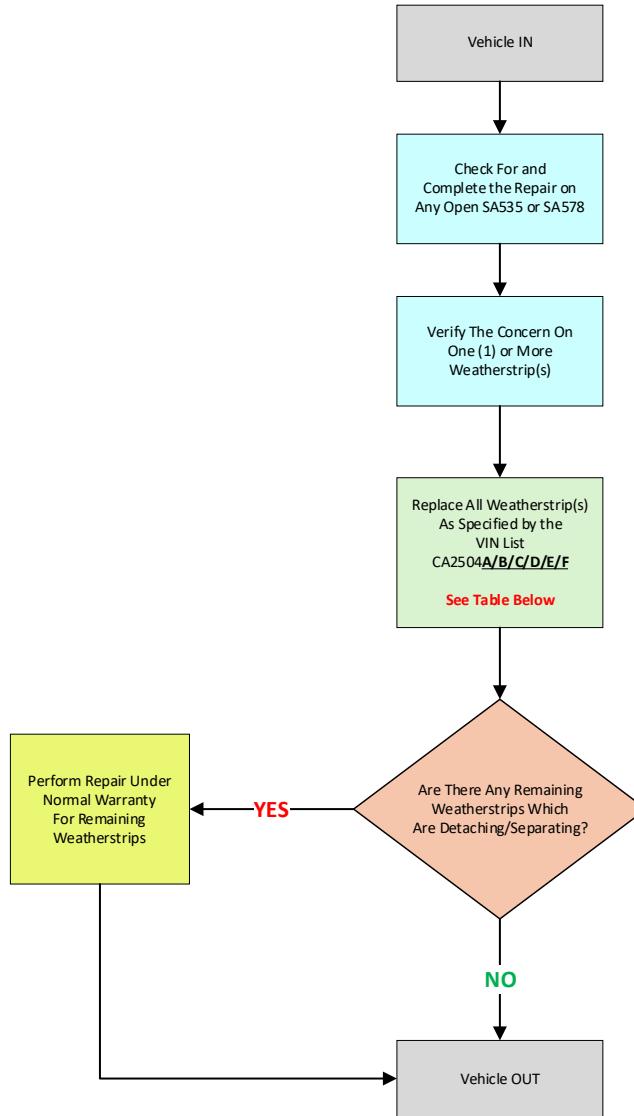 Vehicle IN
Check For and
Complete the Repair on
Any Open SA535 or SA578
Verify The Concern On
One (1) or More
Weatherstrip(s)
Replace All Weatherstrip(s)
As Specified by the
VIN List
CA2504A/B/C/D/E/F
See Table Below
Are There Any Remaining
Weatherstrips Which
Are Detaching/Separating?
YES
Perform Repair Under
Normal Warranty
For Remaining
Weatherstrips
NO
Vehicle OUT